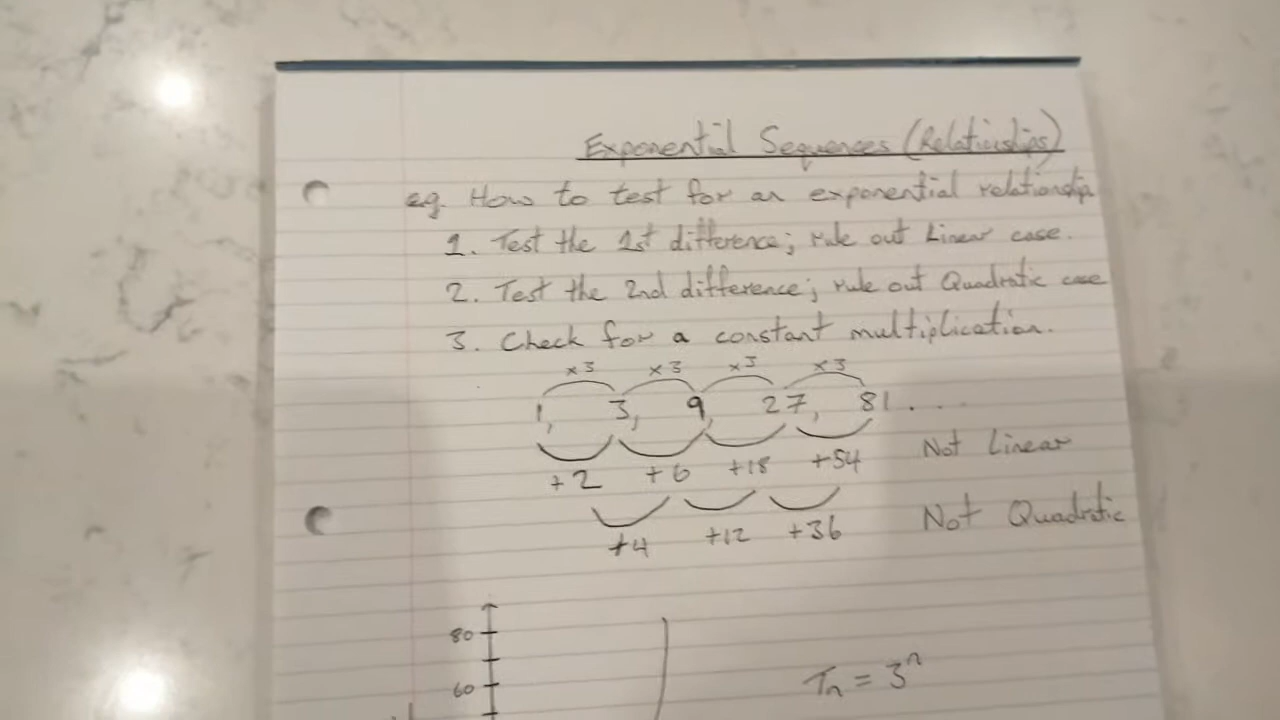 Exponential Sequences (Relationships)
eg. How to test for an exponential relationship
1. Test the 1st difference; rule out Linear case.
2. Test the 2nd difference; rule out Quadratic case
3. Check for a constant multiplication.
×3 ×3 ×3 ×3
1, 3, 9, 27, 81 ....
+2 +6 +18 +54 Not Linear
+4 +12 +36 Not Quadratic
80
60
Tn = 3ⁿ